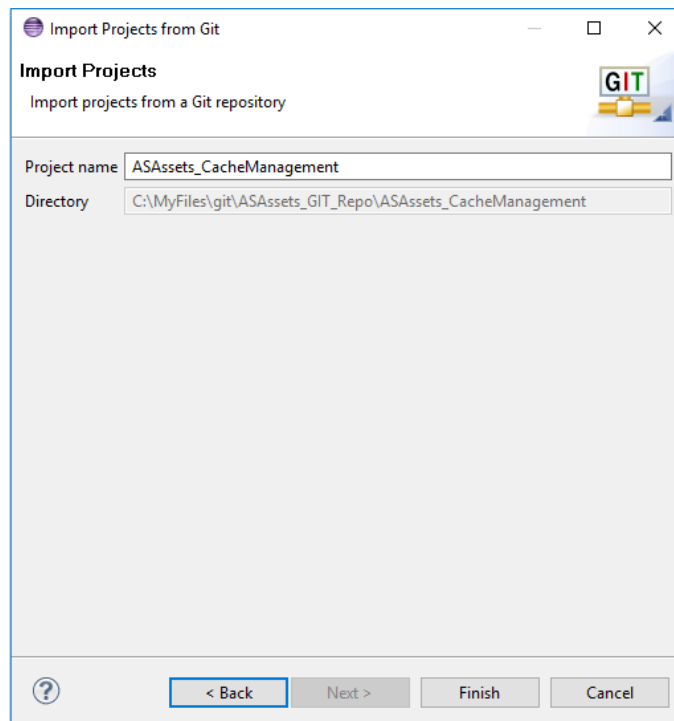 Import Projects from Git
Import Projects
Import projects from a Git repository
GIT
Project name ASAssets_CacheManagement
Directory C:\MyFiles\git\ASAssets_GIT_Repo\ASAssets_CacheManagement
? < Back Next > Finish Cancel